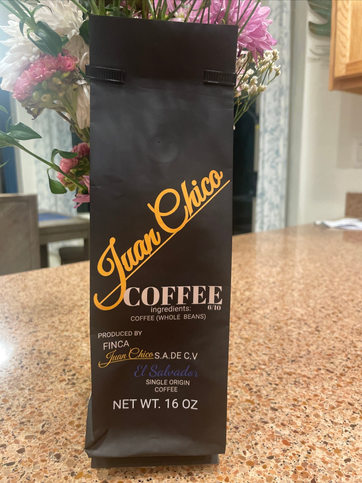 Juan Chico
COFFEE
ingredients:
COFFEE (WHOLE BEANS)
PRODUCED BY
FINCA
Juan Chico S.A.DE C,V
El Salvador
SINGLE ORIGIN
COFFEE
NET WT. 16 OZ